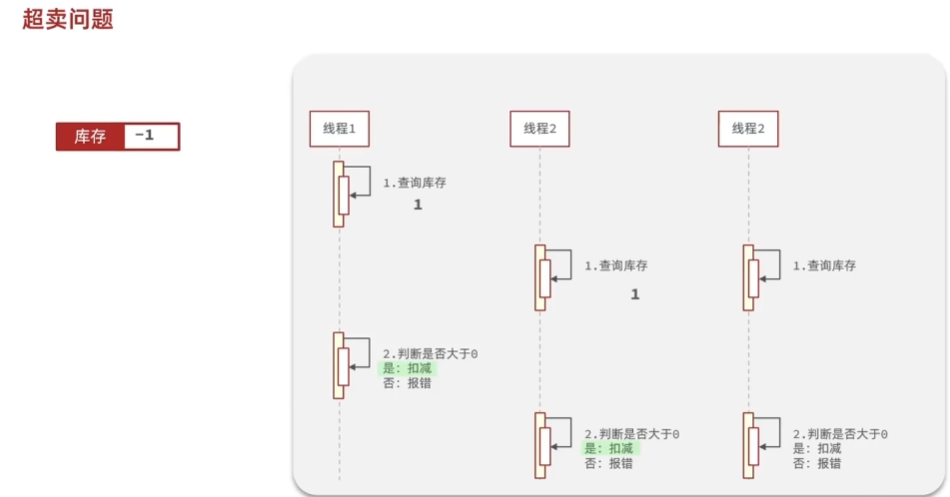 超卖问题
库存 -1
线程1
线程2
线程2
1.查询库存
1
1.查询库存
1
1.查询库存
2.判断是否大于0
是：扣减
否：报错
2.判断是否大于0
是：扣减
否：报错
2.判断是否大于0
是：扣减
否：报错